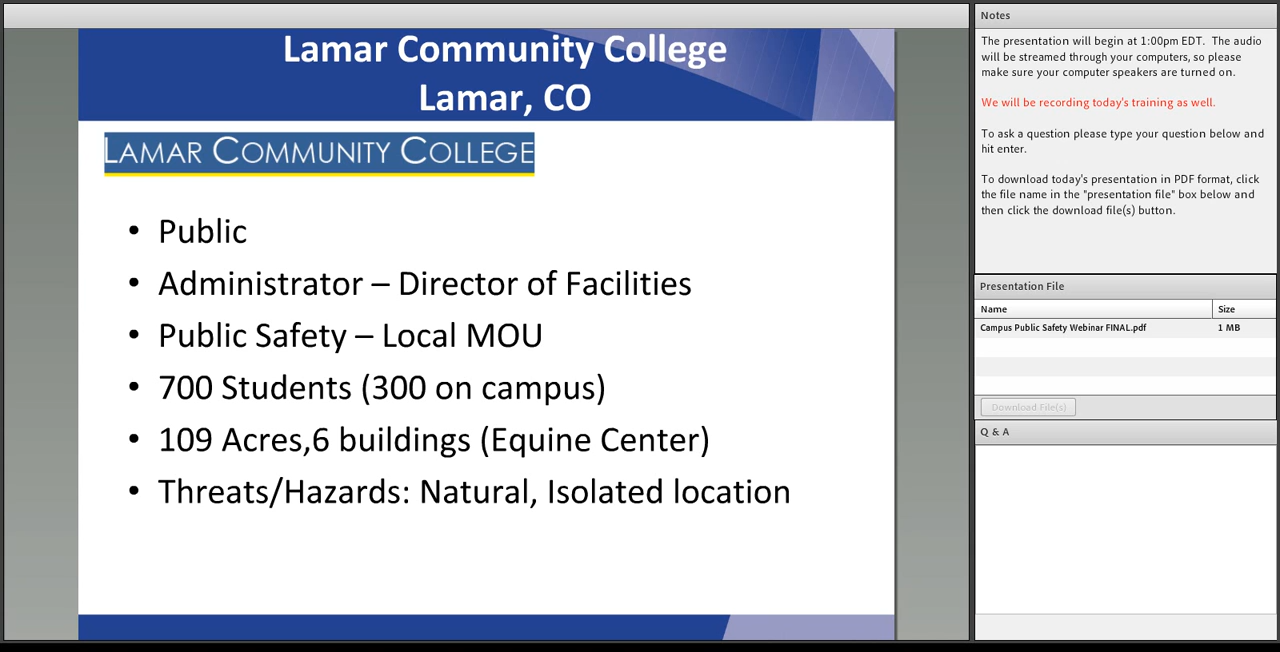 Lamar Community College
Lamar, CO
LAMAR COMMUNITY COLLEGE
• Public
• Administrator – Director of Facilities
• Public Safety – Local MOU
• 700 Students (300 on campus)
• 109 Acres,6 buildings (Equine Center)
• Threats/Hazards: Natural, Isolated location
Notes
The presentation will begin at 1:00pm EDT. The audio
will be streamed through your computers, so please
make sure your computer speakers are turned on.
We will be recording today's training as well.
To ask a question please type your question below and
hit enter.
To download today's presentation in PDF format, click
the file name in the "presentation file" box below and
then click the download file(s) button.
Presentation File
Name Size
Campus Public Safety Webinar FINAL.pdf 1 MB
Download File(s)
Q & A